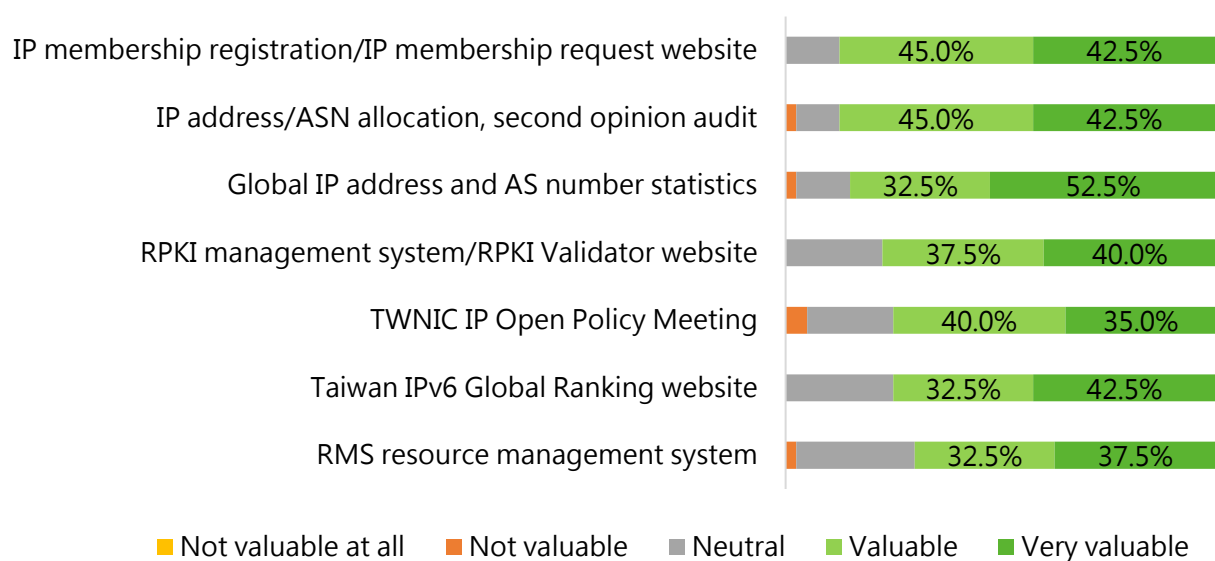 IP membership registration/IP membership request website 45.0% 42.5%
IP address/ASN allocation, second opinion audit 45.0% 42.5%
Global IP address and AS number statistics 32.5% 52.5%
RPKI management system/RPKI Validator website 37.5% 40.0%
TWNIC IP Open Policy Meeting 40.0% 35.0%
Taiwan IPv6 Global Ranking website 32.5% 42.5%
RMS resource management system 32.5% 37.5%
Not valuable at all Not valuable Neutral Valuable Very valuable